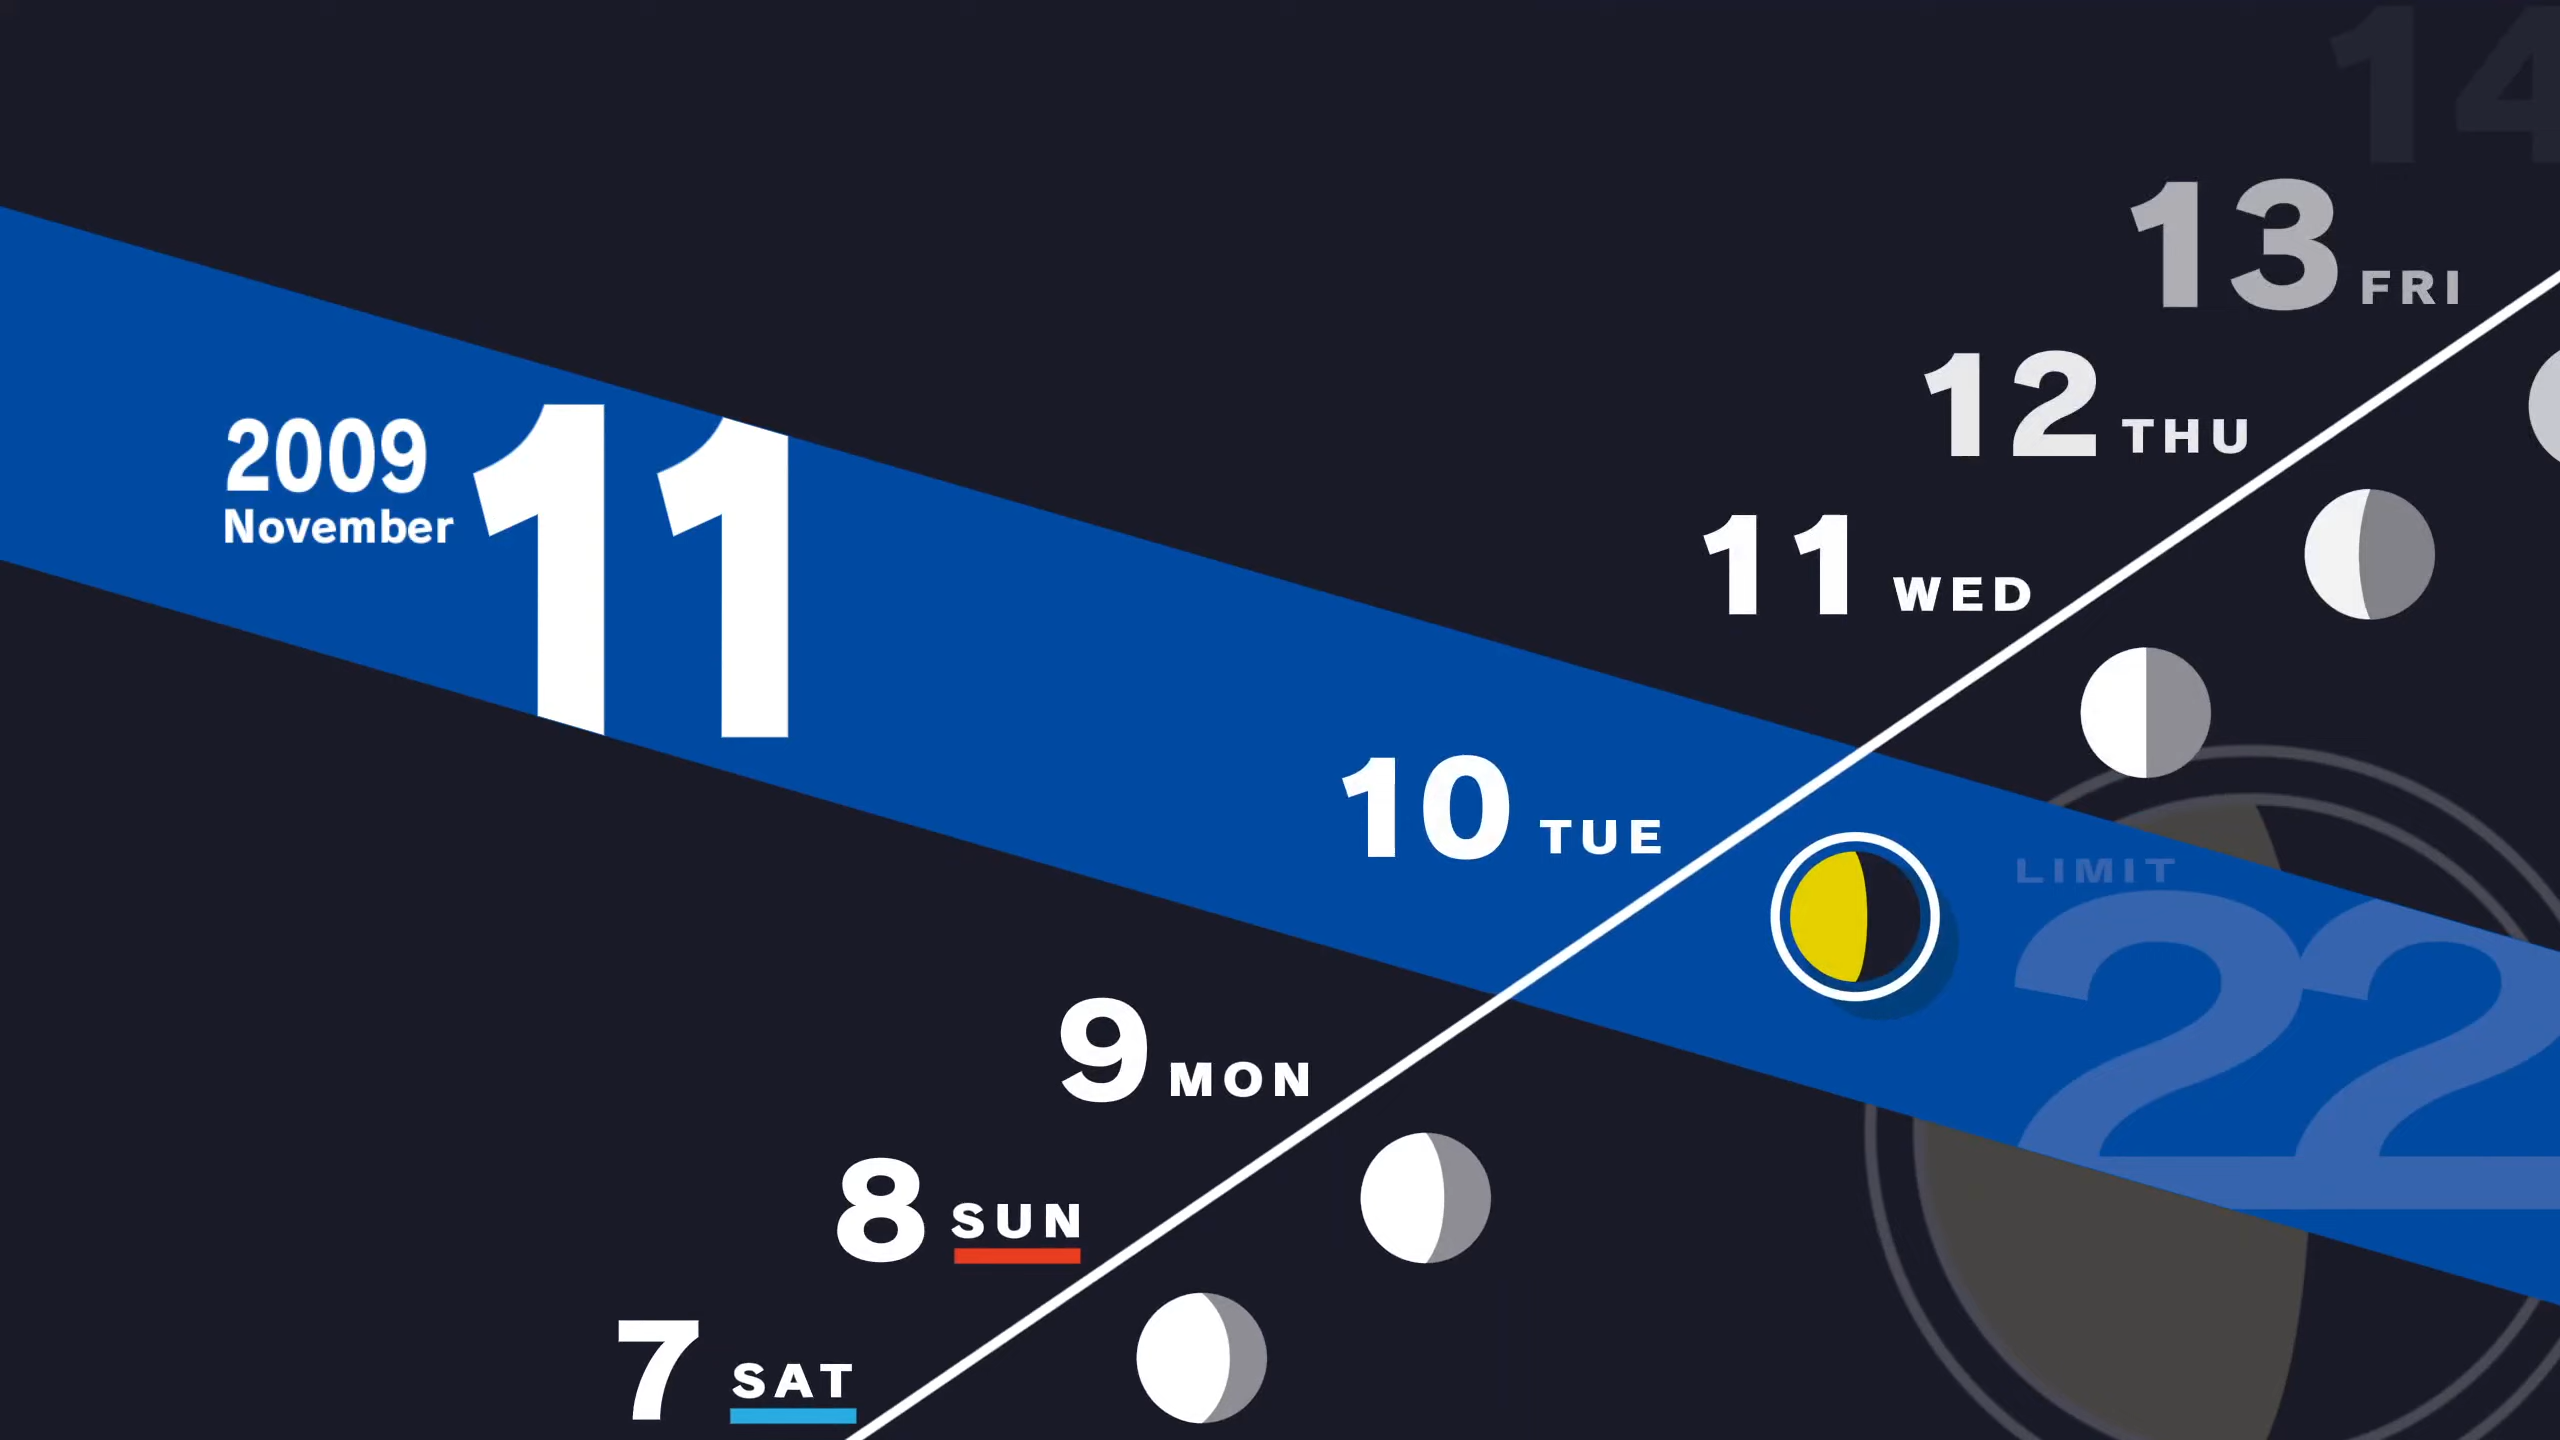 14
13 FRI
12 THU
2009
November
11
11 WED
10 TUE
LIMIT
22
9 MON
8 SUN
7 SAT